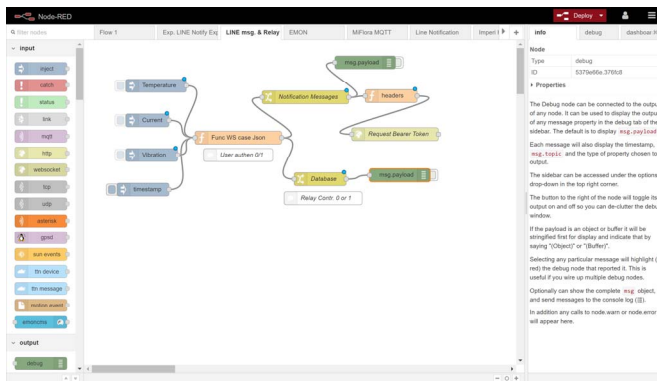 Node-RED
Deploy
filter nodes
Flow 1
Exp. LINE Notify Exq
LINE msg. & Relay
EMON
MiFlora MQTT
Line Notification
Imperi
info
debug
dashboar
input
inject
catch
status
link
mqtt
http
websocket
tcp
udp
asterisk
gpsd
sun events
ttn device
ttn message
motion event
emoncms
output
debug
Temperature
Current
Vibration
timestamp
Func WS case Json
User authen 0/1
Notification Messages
msg.payload
headers
Request Bearer Token
Database
msg.payload
Relay Contr. 0 or 1
Node
Type debug
ID 5379e66a.376fc8
Properties
The Debug node can be connected to the outpu
of any node. It can be used to display the outpu
of any message property in the debug tab of the
sidebar. The default is to display msg.payload
Each message will also display the timestamp,
msg.topic and the type of property chosen to
output.
The sidebar can be accessed under the options
drop-down in the top right corner.
The button to the right of the node will toggle its
output on and off so you can de-clutter the debu
window.
If the payload is an object or buffer it will be
stringified first for display and indicate that by
saying "(Object)" or "(Buffer)".
Selecting any particular message will highlight (
red) the debug node that reported it. This is
useful if you wire up multiple debug nodes.
Optionally can show the complete msg object,
and send messages to the console log
In addition any calls to node.warn or node.error
will appear here.